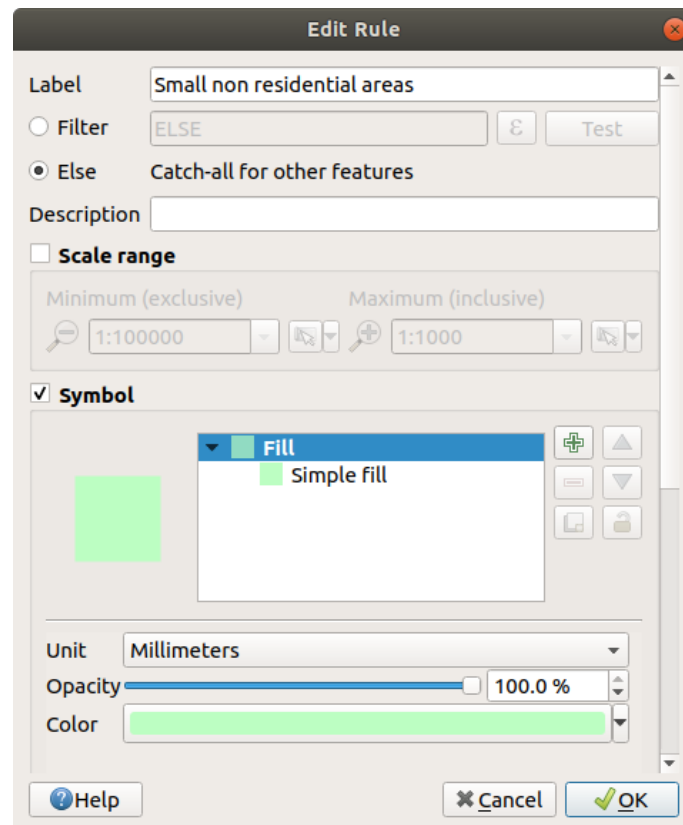 Edit Rule
Label Small non residential areas
Filter ELSE ε Test
Else Catch-all for other features
Description
Scale range
Minimum (exclusive) Maximum (inclusive)
1:100000 1:1000
Symbol
Fill
Simple fill
Unit Millimeters
Opacity 100.0 %
Color
Help Cancel OK